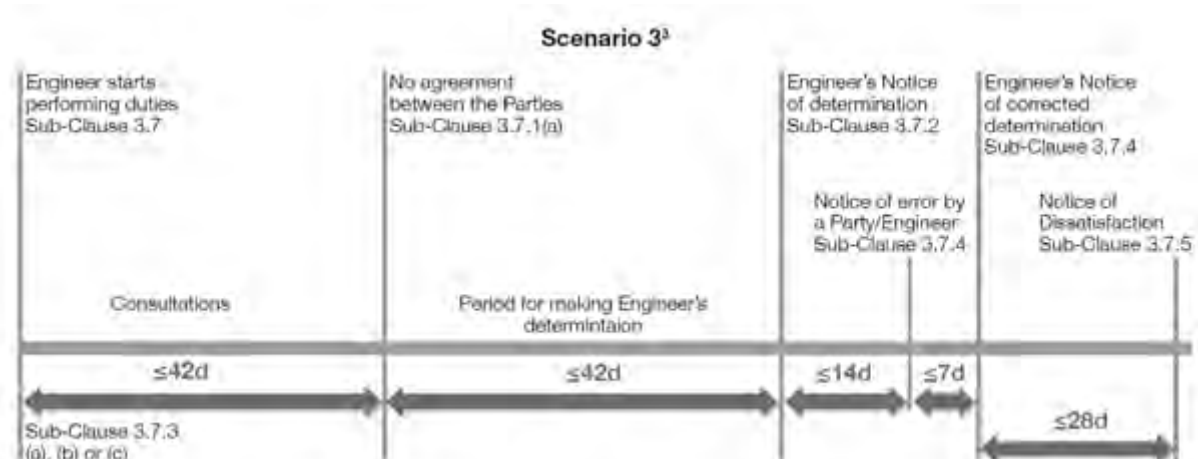 Scenario 3³
Engineer starts
performing duties
Sub-Clause 3.7
No agreement
between the Parties
Sub-Clause 3.7.1(a)
Engineer's Notice
of determination
Sub-Clause 3.7.2
Engineer's Notice
of corrected
determination
Sub-Clause 3.7.4
Notice of error by
a Party/Engineer
Sub-Clause 3.7.4
Notice of
Dissatisfaction
Sub-Clause 3.7.5
Consultations
Period for making Engineer's
determintaion
≤42d
≤42d
≤14d
≤7d
≤28d
Sub-Clause 3.7.3
(a), (b) or (c)